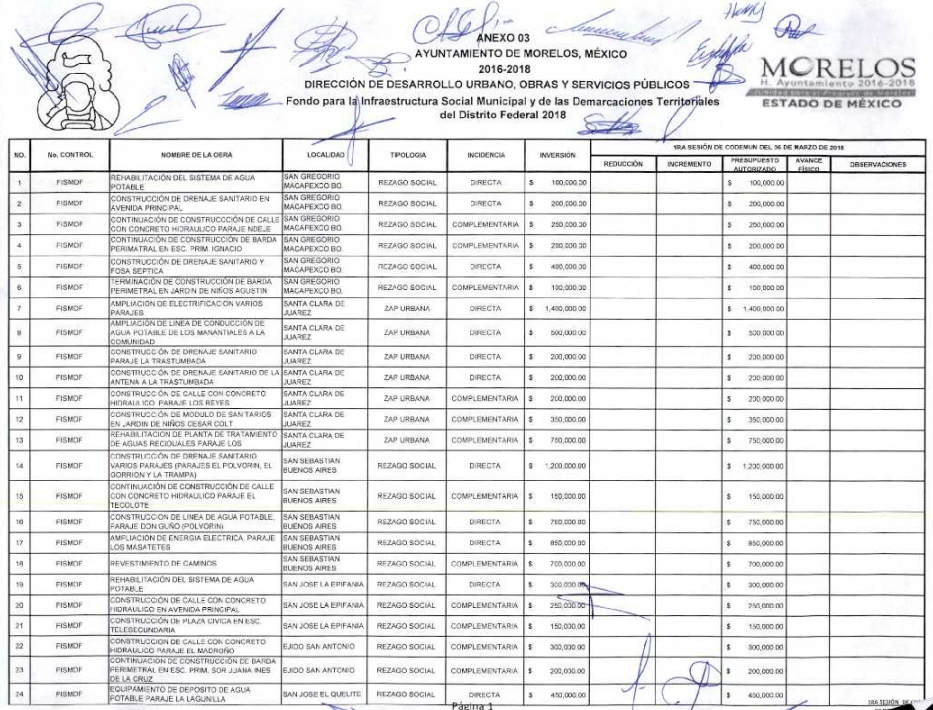 ANEXO 03
AYUNTAMIENTO DE MORELOS, MÉXICO
2016-2018
DIRECCIÓN DE DESARROLLO URBANO, OBRAS Y SERVICIOS PÚBLICOS
Fondo para la Infraestructura Social Municipal y de las Demarcaciones Territoriales
del Distrito Federal 2018
MORELOS
H. Ayuntamiento 2016-2018
ESTADO DE MÉXICO
1RA SESIÓN DE CODEMUN DEL 06 DE MARZO DE 2018
NO. No. CONTROL NOMBRE DE LA OBRA LOCALIDAD TIPOLOGIA INCIDENCIA INVERSIÓN REDUCCIÓN INCREMENTO PRESUPUESTO AUTORIZADO AVANCE FÍSICO OBSERVACIONES
1 FISMDF REHABILITACIÓN DEL SISTEMA DE AGUA POTABLE SAN GREGORIO MACAPEXCO BO. REZAGO SOCIAL DIRECTA $ 100,000.00 $ 100,000.00
2 FISMDF CONSTRUCCIÓN DE DRENAJE SANITARIO EN AVENIDA PRINCIPAL SAN GREGORIO MACAPEXCO BO. REZAGO SOCIAL DIRECTA $ 200,000.00 $ 200,000.00
3 FISMDF CONTINUACIÓN DE CONSTRUCCCIÓN DE CALLE CON CONCRETO HIDRAULICO PARAJE NDEJE SAN GREGORIO MACAPEXCO BO. REZAGO SOCIAL COMPLEMENTARIA $ 250,000.00 $ 250,000.00
4 FISMDF CONTINUACIÓN DE CONSTRUCCIÓN DE BARDA PERIMATRAL EN ESC. PRIM. IGNACIO SAN GREGORIO MACAPEXCO BO. REZAGO SOCIAL COMPLEMENTARIA $ 200,000.00 $ 200,000.00
5 FISMDF CONSTRUCCIÓN DE DRENAJE SANITARIO Y FOSA SEPTICA SAN GREGORIO MACAPEXCO BO. REZAGO SOCIAL DIRECTA $ 400,000.00 $ 400,000.00
6 FISMDF TERMINACIÓN DE CONSTRUCCIÓN DE BARDA PERIMETRAL EN JARDIN DE NIÑOS AGUSTIN SAN GREGORIO MACAPEXCO BO. REZAGO SOCIAL COMPLEMENTARIA $ 100,000.00 $ 100,000.00
7 FISMDF AMPLIACION DE ELECTRIFICACION VARIOS PARAJES SANTA CLARA DE JUAREZ ZAP URBANA DIRECTA $ 1,400,000.00 $ 1,400,000.00
8 FISMDF AMPLIACIÓN DE LINEA DE CONDUCCIÓN DE AGUA POTABLE DE LOS MANANTIALES A LA COMUNIDAD SANTA CLARA DE JUAREZ ZAP URBANA DIRECTA $ 500,000.00 $ 500,000.00
9 FISMDF CONSTRUCCIÓN DE DRENAJE SANITARIO PARAJE LA TRASTUMBADA SANTA CLARA DE JUAREZ ZAP URBANA DIRECTA $ 200,000.00 $ 200,000.00
10 FISMDF CONSTRUCCIÓN DE DRENAJE SANITARIO DE LA ANTENA A LA TRASTUMBADA SANTA CLARA DE JUAREZ ZAP URBANA DIRECTA $ 200,000.00 $ 200,000.00
11 FISMDF CONSTRUCCIÓN DE CALLE CON CONCRETO HIDRAULICO PARAJE LOS REYES SANTA CLARA DE JUAREZ ZAP URBANA COMPLEMENTARIA $ 200,000.00 $ 200,000.00
12 FISMDF CONSTRUCCIÓN DE MODULO DE SANITARIOS EN JARDIN DE NIÑOS CESAR COLT SANTA CLARA DE JUAREZ ZAP URBANA COMPLEMENTARIA $ 350,000.00 $ 350,000.00
13 FISMDF REHABILITACION DE PLANTA DE TRATAMIENTO DE AGUAS RECIDUALES PARAJE LOS SANTA CLARA DE JUAREZ ZAP URBANA COMPLEMENTARIA $ 750,000.00 $ 750,000.00
14 FISMDF CONSTRUCCIÓN DE DRENAJE SANITARIO VARIOS PARAJES (PARAJES EL POLVORIN, EL GORRION Y LA TRAMPA) SAN SEBASTIAN BUENOS AIRES REZAGO SOCIAL DIRECTA $ 1,200,000.00 $ 1,200,000.00
15 FISMDF CONTINUACIÓN DE CONSTRUCCIÓN DE CALLE CON CONCRETO HIDRAULICO PARAJE EL TECOLOTE SAN SEBASTIAN BUENOS AIRES REZAGO SOCIAL COMPLEMENTARIA $ 150,000.00 $ 150,000.00
16 FISMDF CONSTRUCCION DE LINEA DE AGUA POTABLE, PARAJE DON GUÑO (POLVORIN) SAN SEBASTIAN BUENOS AIRES REZAGO SOCIAL DIRECTA $ 750,000.00 $ 750,000.00
17 FISMDF AMPLIACIÓN DE ENERGIA ELECTRICA PARAJE LOS MASATETES SAN SEBASTIAN BUENOS AIRES REZAGO SOCIAL DIRECTA $ 850,000.00 $ 850,000.00
18 FISMDF REVESTIMIENTO DE CAMINOS SAN SEBASTIAN BUENOS AIRES REZAGO SOCIAL COMPLEMENTARIA $ 700,000.00 $ 700,000.00
19 FISMDF REHABILITACIÓN DEL SISTEMA DE AGUA POTABLE SAN JOSE LA EPIFANIA REZAGO SOCIAL DIRECTA $ 300,000.00 $ 300,000.00
20 FISMDF CONSTRUCCIÓN DE CALLE CON CONCRETO HIDRAULICO EN AVENIDA PRINCIPAL SAN JOSE LA EPIFANIA REZAGO SOCIAL COMPLEMENTARIA $ 250,000.00 $ 250,000.00
21 FISMDF CONSTRUCCIÓN DE PLAZA CIVICA EN ESC. TELESECUNDARIA SAN JOSE LA EPIFANIA REZAGO SOCIAL COMPLEMENTARIA $ 150,000.00 $ 150,000.00
22 FISMDF CONSTRUCCIÓN DE CALLE CON CONCRETO HIDRAULICO PARAJE EL MADROÑO EJIDO SAN ANTONIO REZAGO SOCIAL COMPLEMENTARIA $ 300,000.00 $ 300,000.00
23 FISMDF CONTINUACION DE CONSTRUCCIÓN DE BARDA PERIMETRAL EN ESC. PRIM. SOR JUANA INES DE LA CRUZ EJIDO SAN ANTONIO REZAGO SOCIAL COMPLEMENTARIA $ 200,000.00 $ 200,000.00
24 FISMDF EQUIPAMIENTO DE DEPOSITO DE AGUA POTABLE PARAJE LA LAGUNILLA SAN JOSE EL QUELITE REZAGO SOCIAL DIRECTA $ 450,000.00 $ 450,000.00
Página 1
1RA SESIÓN DE